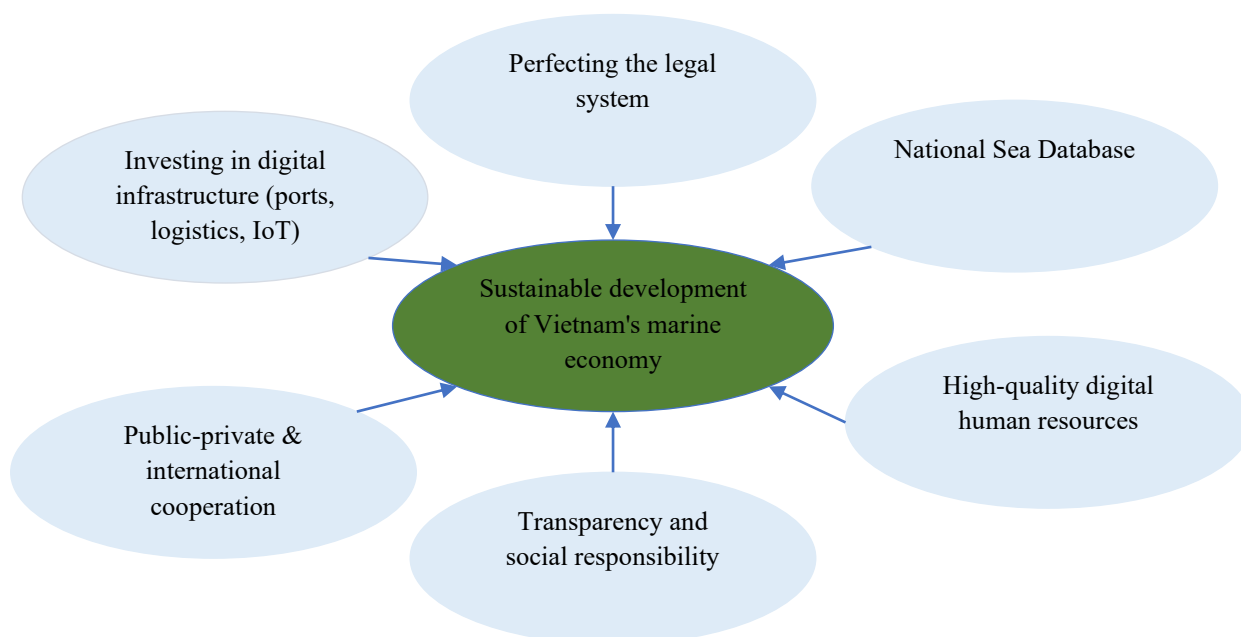 Perfecting the legal
system
National Sea Database
Investing in digital
infrastructure (ports,
logistics, IoT)
Sustainable development
of Vietnam's marine
economy
High-quality digital
human resources
Public-private &
international
cooperation
Transparency and
social responsibility